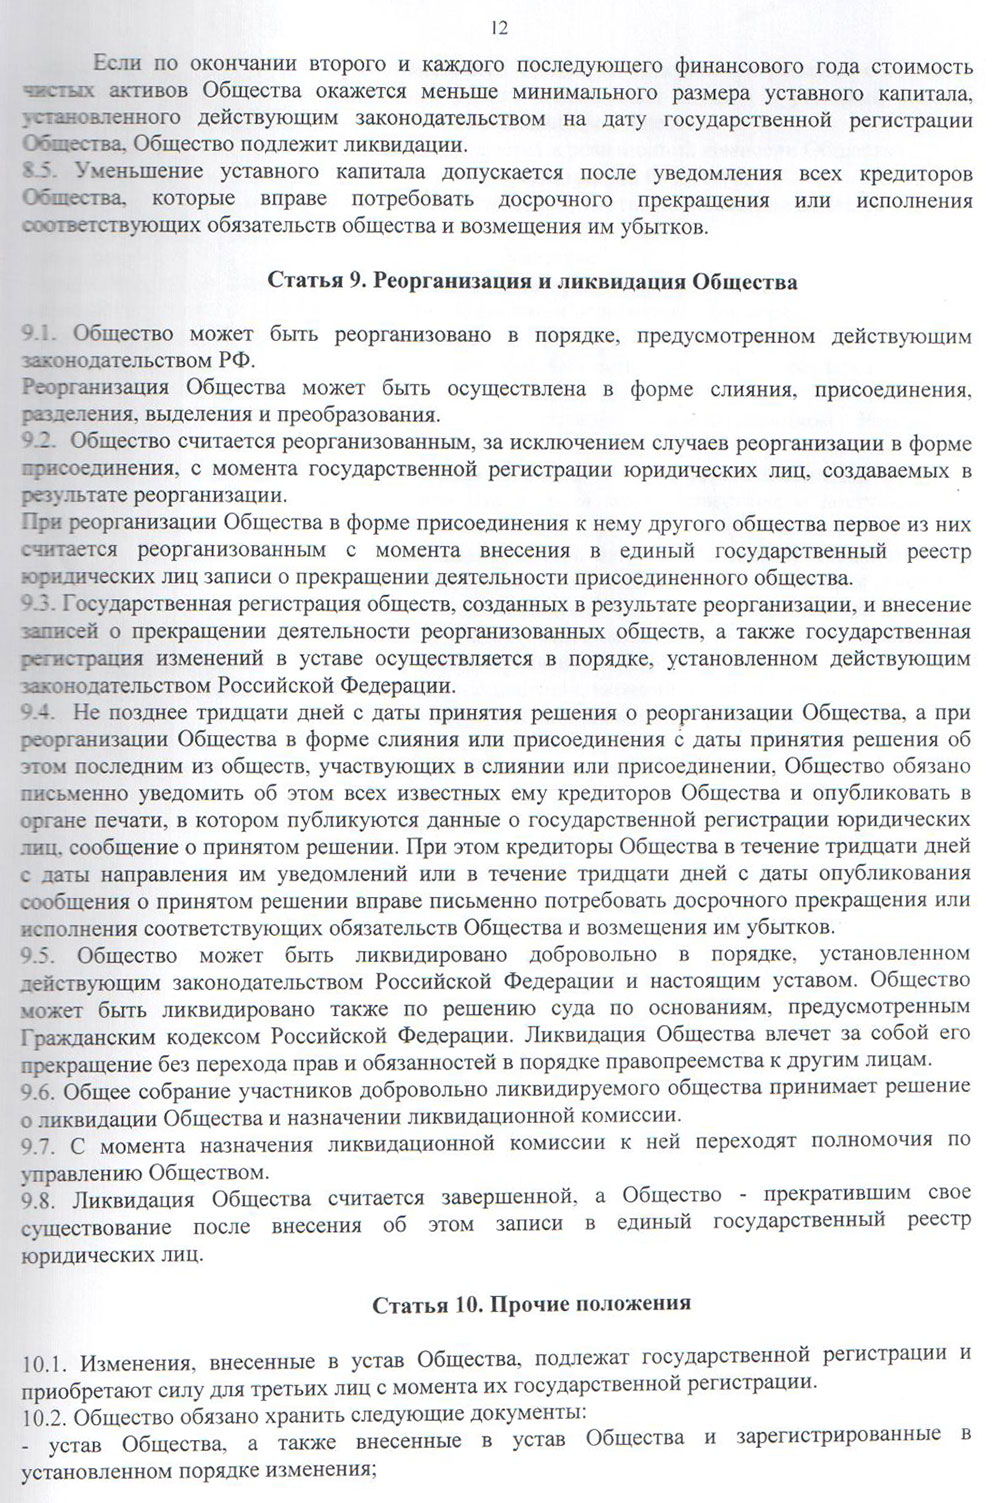 12
Если по окончании второго и каждого последующего финансового года стоимость
чистых активов Общества окажется меньше минимального размера уставного капитала,
установленного действующим законодательством на дату государственной регистрации
Общества, Общество подлежит ликвидации.
8.5. Уменьшение уставного капитала допускается после уведомления всех кредиторов
Общества, которые вправе потребовать досрочного прекращения или исполнения
соответствующих обязательств общества и возмещения им убытков.
Статья 9. Реорганизация и ликвидация Общества
9.1. Общество может быть реорганизовано в порядке, предусмотренном действующим
законодательством РФ.
Реорганизация Общества может быть осуществлена в форме слияния, присоединения,
разделения, выделения и преобразования.
9.2. Общество считается реорганизованным, за исключением случаев реорганизации в форме
присоединения, с момента государственной регистрации юридических лиц, создаваемых в
результате реорганизации.
При реорганизации Общества в форме присоединения к нему другого общества первое из них
считается реорганизованным с момента внесения в единый государственный реестр
юридических лиц записи о прекращении деятельности присоединенного общества.
9.3. Государственная регистрация обществ, созданных в результате реорганизации, и внесение
записей о прекращении деятельности реорганизованных обществ, а также государственная
регистрация изменений в уставе осуществляется в порядке, установленном действующим
законодательством Российской Федерации.
9.4. Не позднее тридцати дней с даты принятия решения о реорганизации Общества, а при
реорганизации Общества в форме слияния или присоединения с даты принятия решения об
этом последним из обществ, участвующих в слиянии или присоединении, Общество обязано
письменно уведомить об этом всех известных ему кредиторов Общества и опубликовать в
органе печати, в котором публикуются данные о государственной регистрации юридических
лиц, сообщение о принятом решении. При этом кредиторы Общества в течение тридцати дней
с даты направления им уведомлений или в течение тридцати дней с даты опубликования
сообщения о принятом решении вправе письменно потребовать досрочного прекращения или
исполнения соответствующих обязательств Общества и возмещения им убытков.
9.5. Общество может быть ликвидировано добровольно в порядке, установленном
действующим законодательством Российской Федерации и настоящим уставом. Общество
может быть ликвидировано также по решению суда по основаниям, предусмотренным
Гражданским кодексом Российской Федерации. Ликвидация Общества влечет за собой его
прекращение без перехода прав и обязанностей в порядке правопреемства к другим лицам.
9.6. Общее собрание участников добровольно ликвидируемого общества принимает решение
о ликвидации Общества и назначении ликвидационной комиссии.
9.7. С момента назначения ликвидационной комиссии к ней переходят полномочия по
управлению Обществом.
9.8. Ликвидация Общества считается завершенной, а Общество - прекратившим свое
существование после внесения об этом записи в единый государственный реестр
юридических лиц.
Статья 10. Прочие положения
10.1. Изменения, внесенные в устав Общества, подлежат государственной регистрации и
приобретают силу для третьих лиц с момента их государственной регистрации.
10.2. Общество обязано хранить следующие документы:
- устав Общества, а также внесенные в устав Общества и зарегистрированные в
установленном порядке изменения;